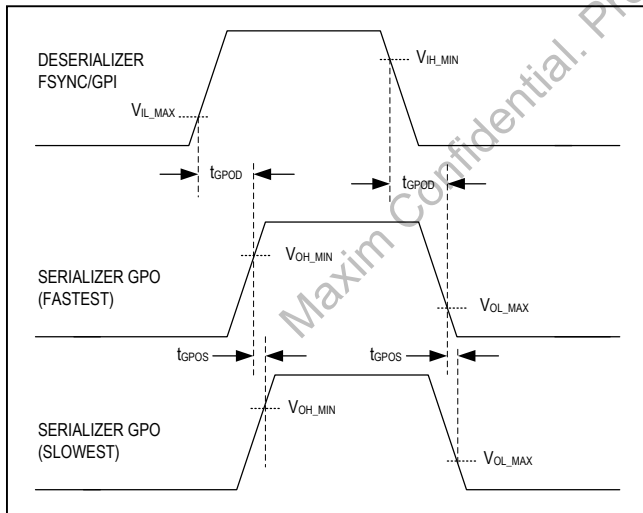 DESERIALIZER
FSYNC/GPI
VIL_MAX
VIH_MIN
tGPOD
tGPOD
SERIALIZER GPO
(FASTEST)
VOH_MIN
VOL_MAX
tGPOS
tGPOS
SERIALIZER GPO
(SLOWEST)
VOH_MIN
VOL_MAX
Maxim Confidential.